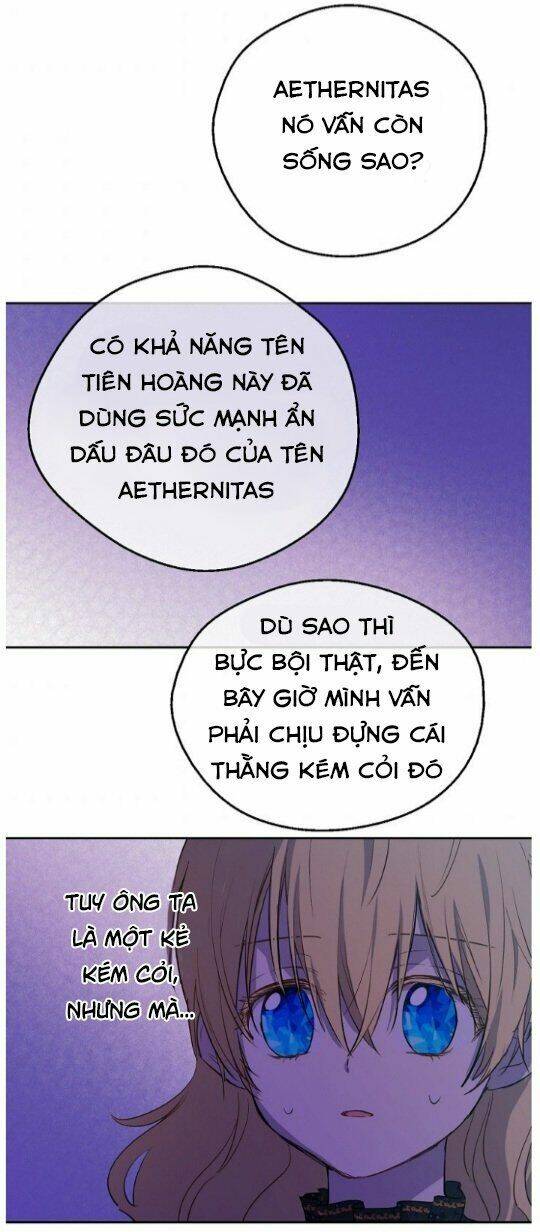 AETHERNITAS
NÓ VẪN CÒN
SỐNG SAO?
CÓ KHẢ NĂNG TÊN
TIÊN HOÀNG NÀY ĐÃ
DÙNG SỨC MẠNH ẨN
DẤU ĐÂU ĐÓ CỦA TÊN
AETHERNITAS
DÙ SAO THÌ
BỰC BỘI THẬT, ĐẾN
BÂY GIỜ MÌNH VẪN
PHẢI CHỊU ĐỰNG CÁI
THẰNG KÉM CỎI ĐÓ
TUY ÔNG TA
LÀ MỘT KẺ
KÉM CỎI,
NHƯNG MÀ...